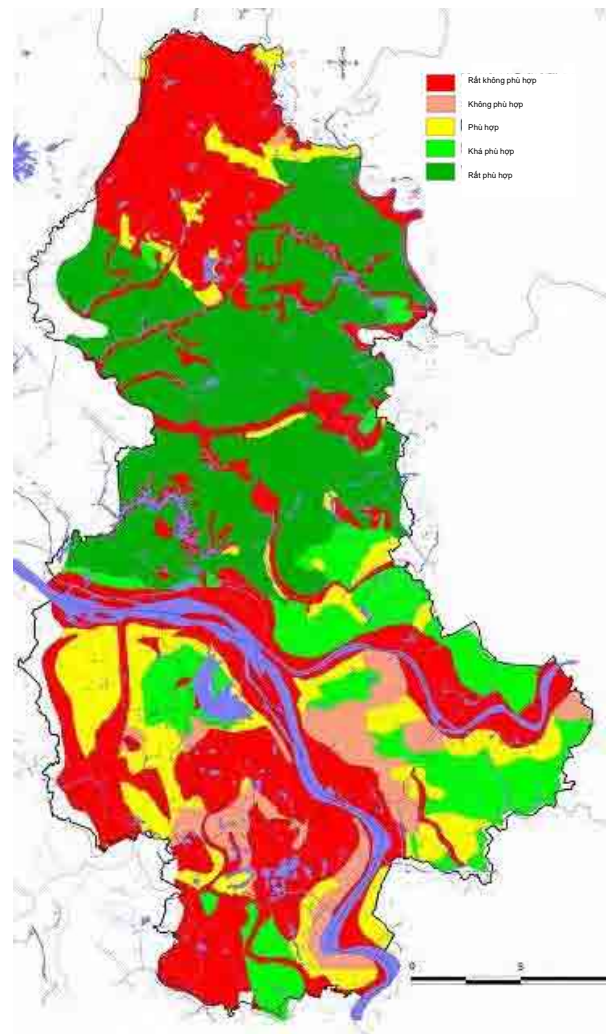 Rất không phù hợp
Không phù hợp
Phù hợp
Khá phù hợp
Rất phù hợp
0 5